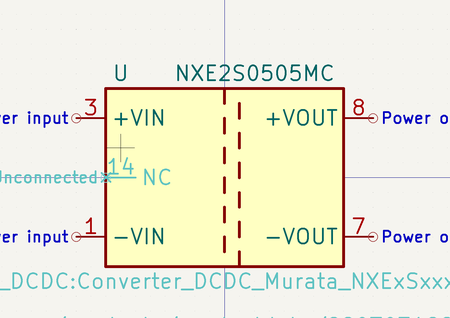 U NXE2S0505MC
er input 3 +VIN +VOUT 8 Power o
Unconnected 14 NC
er input 1 −VIN −VOUT 7 Power o
_DCDC:Converter_DCDC_Murata_NXExSxxx